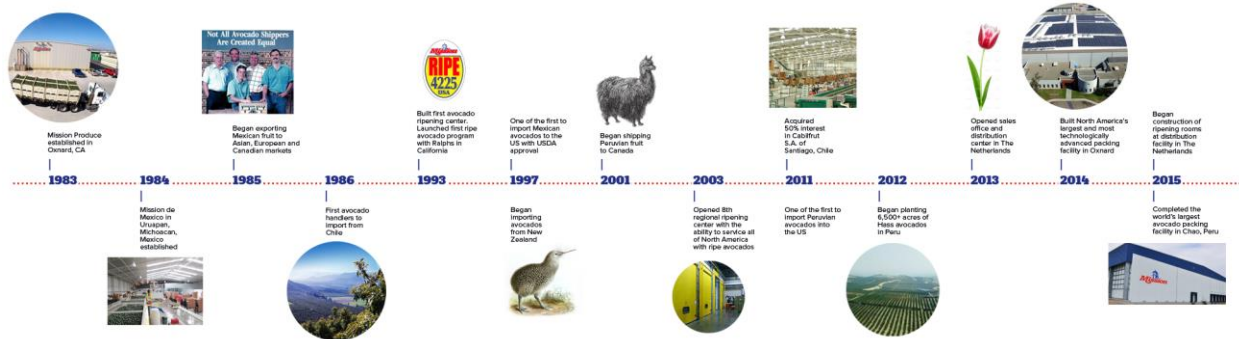 Not All Avocado Shippers
Are Created Equal
Mission
RIPE
4225
USA
Mission Produce
established in
Oxnard, CA
Began exporting
Mexican fruit to
Asian, European and
Canadian markets
Built first avocado
ripening center.
Launched first ripe
avocado program
with Ralphs in
California
One of the first to
import Mexican
avocados to the
US with USDA
approval
Began shipping
Peruvian fruit
to Canada
Acquired
50% interest
in Cabilfrut
S.A. of
Santiago, Chile
Opened sales
office and
distribution
center in The
Netherlands
Built North America's
largest and most
technologically
advanced packing
facility in Oxnard
Began
construction of
ripening rooms
at distribution
facility in The
Netherlands
1983
1984
1985
1986
1993
1997
2001
2003
2011
2012
2013
2014
2015
Mission de
Mexico in
Uruapan,
Michoacan,
Mexico
established
First avocado
handlers to
import from
Chile
Began
importing
avocados
from New
Zealand
Opened 8th
regional ripening
center with the
ability to service all
of North America
with ripe avocados
One of the first to
import Peruvian
avocados into
the US
Began planting
6,500+ acres of
Hass avocados
in Peru
Completed the
world's largest
avocado packing
facility in Chao, Peru
Mission